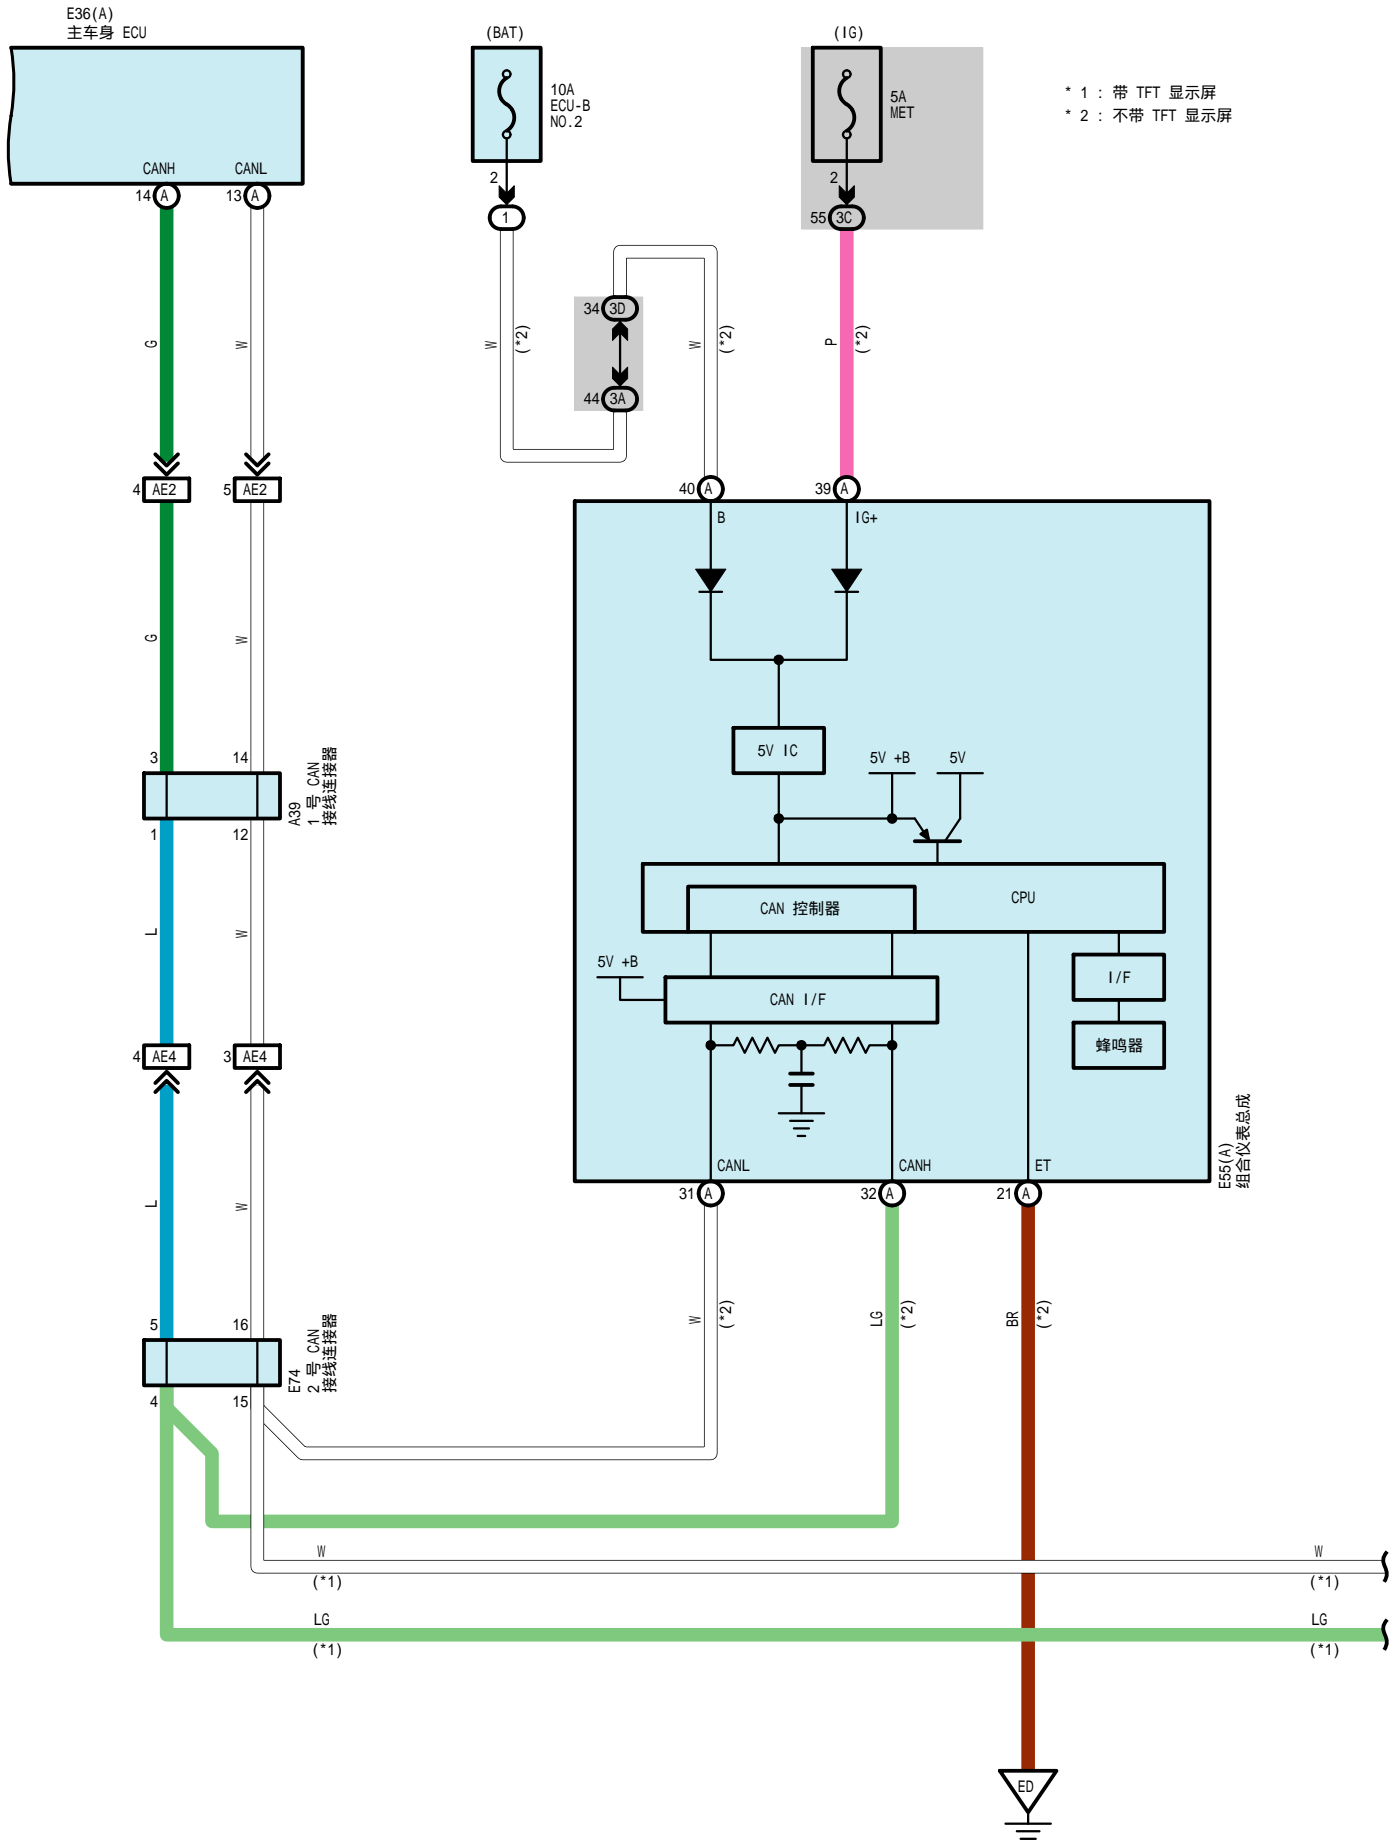 E36(A)
主车身 ECU
CANH
CANL
14
A
13
A
(BAT)
10A
ECU-B
NO.2
2
1
(IG)
5A
MET
2
55
3C
* 1 : 带 TFT 显示屏
* 2 : 不带 TFT 显示屏
34
3D
44
3A
G
W
W
(*2)
W
(*2)
P
(*2)
4
AE2
5
AE2
40
A
39
A
B
IG+
G
W
3
14
A39
1 号 CAN
接线连接器
1
12
5V IC
5V +B
5V
CPU
CAN 控制器
L
W
5V +B
CAN I/F
I/F
蜂鸣器
4
AE4
3
AE4
CANL
CANH
ET
E55(A)
组合仪表总成
31
A
32
A
21
A
L
W
W
(*2)
LG
(*2)
BR
(*2)
5
16
E74
2 号 CAN
接线连接器
4
15
W
(*1)
W
(*1)
LG
(*1)
LG
(*1)
ED